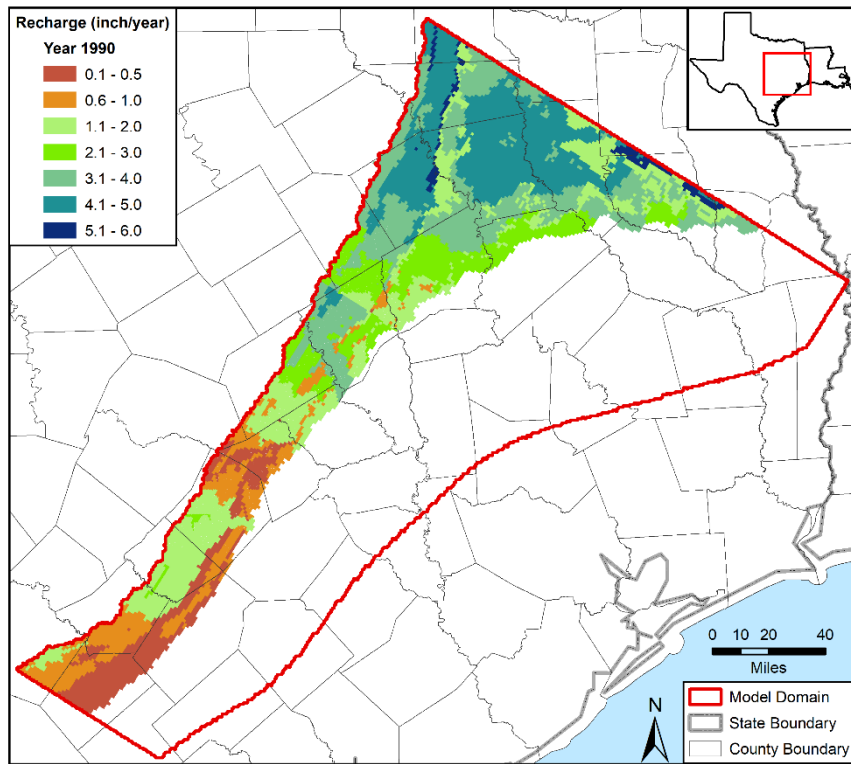 Recharge (inch/year)
Year 1990
0.1 - 0.5
0.6 - 1.0
1.1 - 2.0
2.1 - 3.0
3.1 - 4.0
4.1 - 5.0
5.1 - 6.0
0 10 20 40
Miles
N
Model Domain
State Boundary
County Boundary